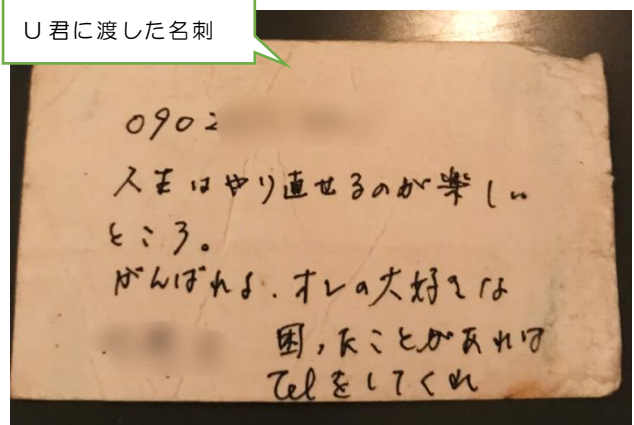 U君に渡した名刺
0902
人生はやり直せるのが楽しい
ところ。
がんばれよ.オレの大好きな
困ったことがあれば
Telをしてくれ